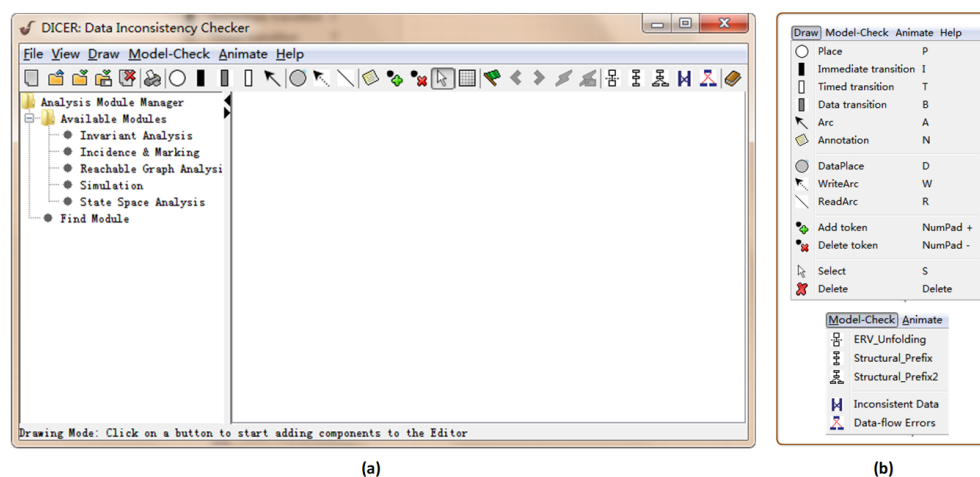 DICER: Data Inconsistency Checker
File View Draw Model-Check Animate Help
Analysis Module Manager
Available Modules
Invariant Analysis
Incidence & Marking
Reachable Graph Analysi
Simulation
State Space Analysis
Find Module
Drawing Mode: Click on a button to start adding components to the Editor
(a)
Draw Model-Check Animate Help
Place P
Immediate transition I
Timed transition T
Data transition B
Arc A
Annotation N
DataPlace D
WriteArc W
ReadArc R
Add token NumPad +
Delete token NumPad -
Select S
Delete Delete
Model-Check Animate
ERV_Unfolding
Structural_Prefix
Structural_Prefix2
Inconsistent Data
Data-flow Errors
(b)